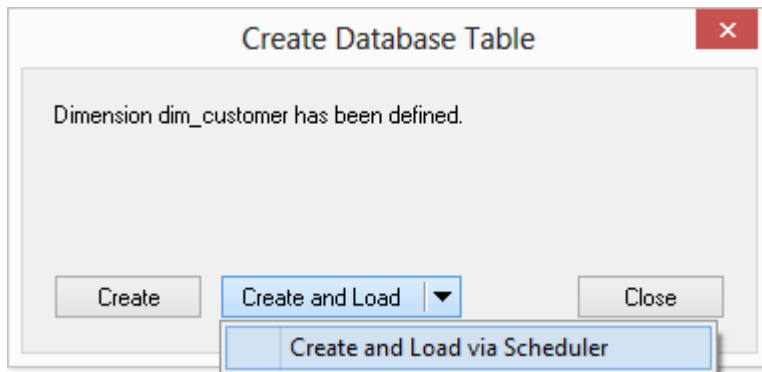 Create Database Table
Dimension dim_customer has been defined.
Create
Create and Load
Close
Create and Load via Scheduler